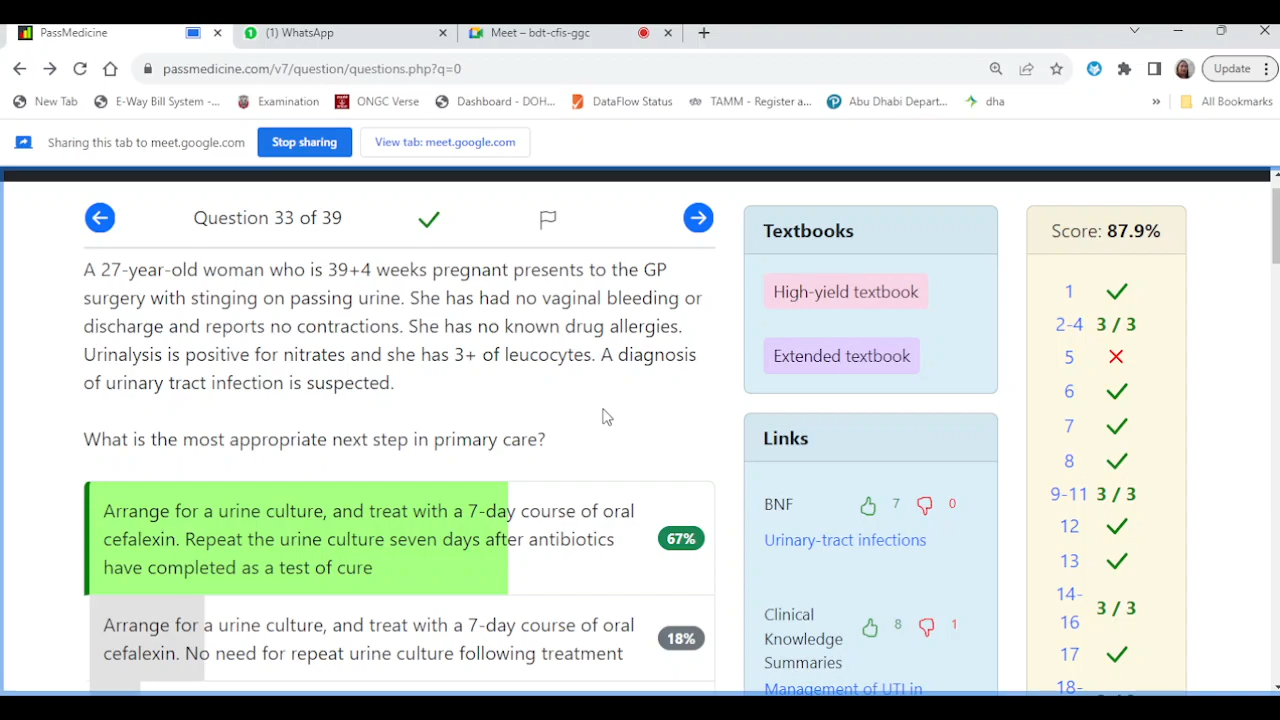 PassMedicine
(1) WhatsApp
Meet – bdt-cfis-ggc
passmedicine.com/v7/question/questions.php?q=0
Update
New Tab
E-Way Bill System -...
Examination
ONGC Verse
Dashboard - DOH...
DataFlow Status
TAMM - Register a...
Abu Dhabi Depart...
dha
»
All Bookmarks
Sharing this tab to meet.google.com
Stop sharing
View tab: meet.google.com
Question 33 of 39
A 27-year-old woman who is 39+4 weeks pregnant presents to the GP
surgery with stinging on passing urine. She has had no vaginal bleeding or
discharge and reports no contractions. She has no known drug allergies.
Urinalysis is positive for nitrates and she has 3+ of leucocytes. A diagnosis
of urinary tract infection is suspected.
What is the most appropriate next step in primary care?
Arrange for a urine culture, and treat with a 7-day course of oral
cefalexin. Repeat the urine culture seven days after antibiotics
have completed as a test of cure
67%
Arrange for a urine culture, and treat with a 7-day course of oral
cefalexin. No need for repeat urine culture following treatment
18%
Textbooks
High-yield textbook
Extended textbook
Links
BNF 7 0
Urinary-tract infections
Clinical
Knowledge 8 1
Summaries
Management of UTI in
Score: 87.9%
1
2-4 3 / 3
5
6
7
8
9-11 3 / 3
12
13
14-
16 3 / 3
17
18-